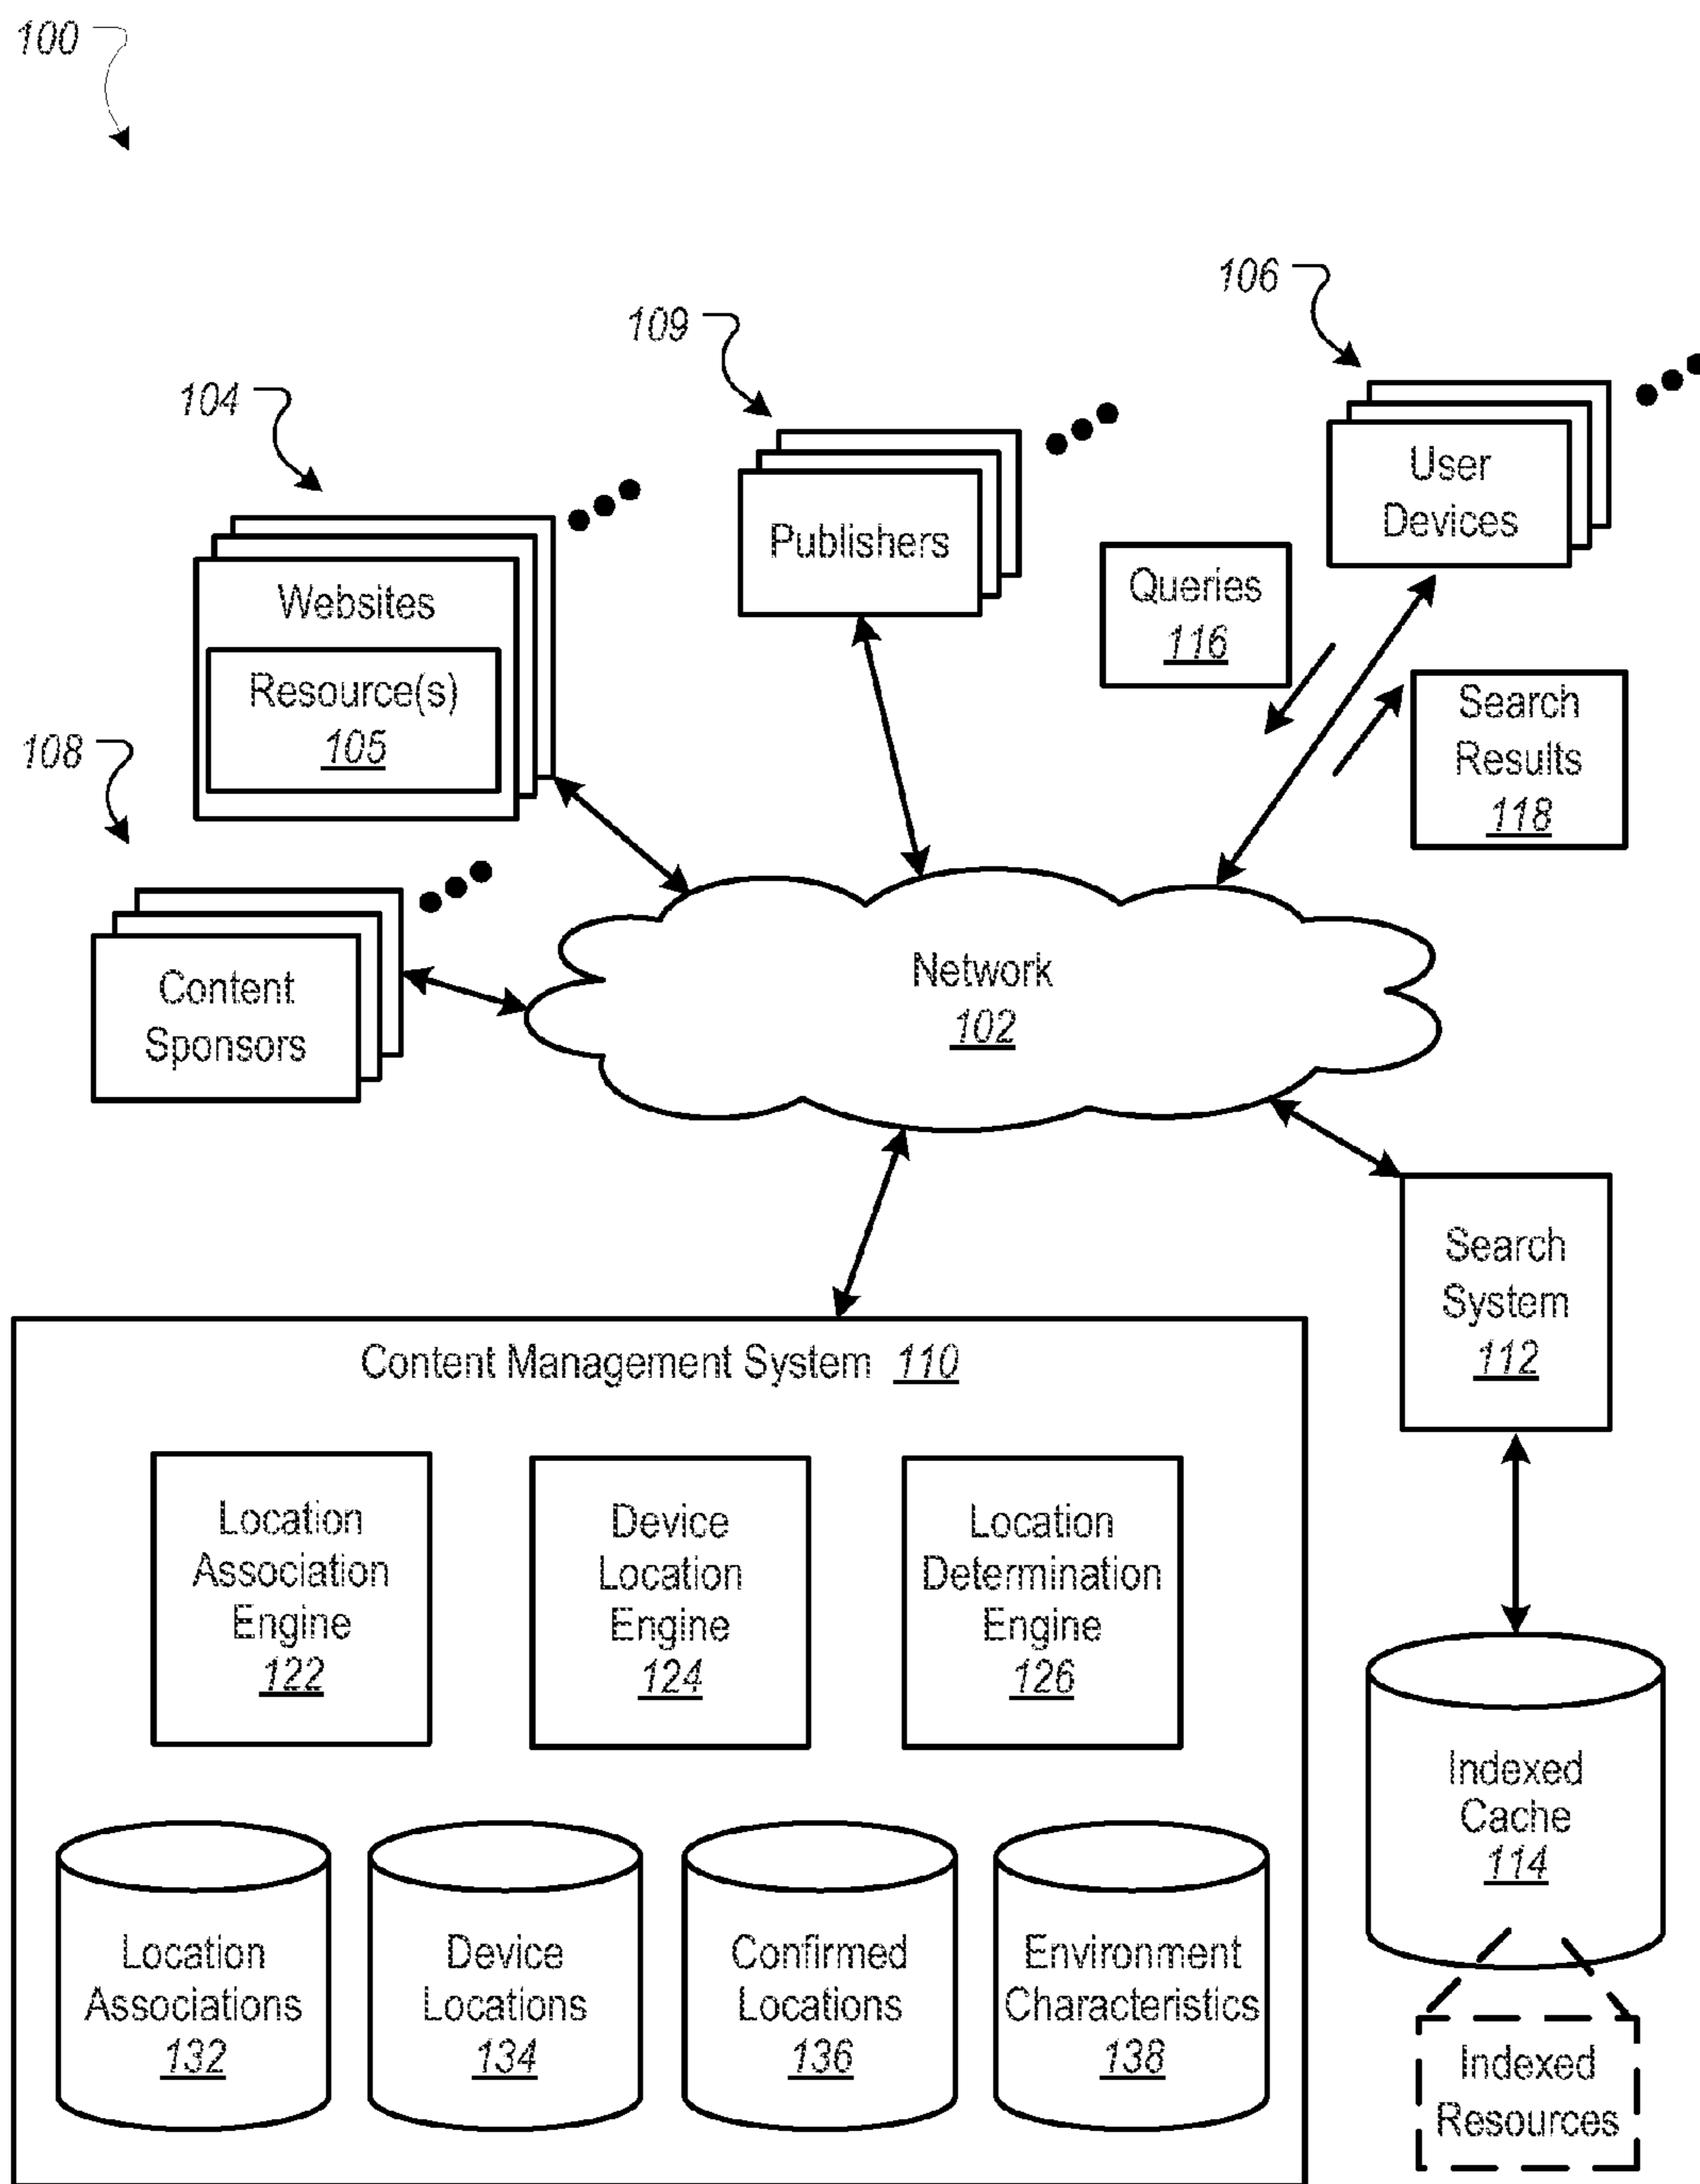 100
106
109
104
User
Devices
Publishers
Queries
116
Websites
Resource(s)
105
Search
Results
118
108
Content
Sponsors
Network
102
Search
System
112
Content Management System 110
Location
Association
Engine
122
Device
Location
Engine
124
Location
Determination
Engine
126
Indexed
Cache
114
Location
Associations
132
Device
Locations
134
Confirmed
Locations
136
Environment
Characteristics
138
Indexed
Resources